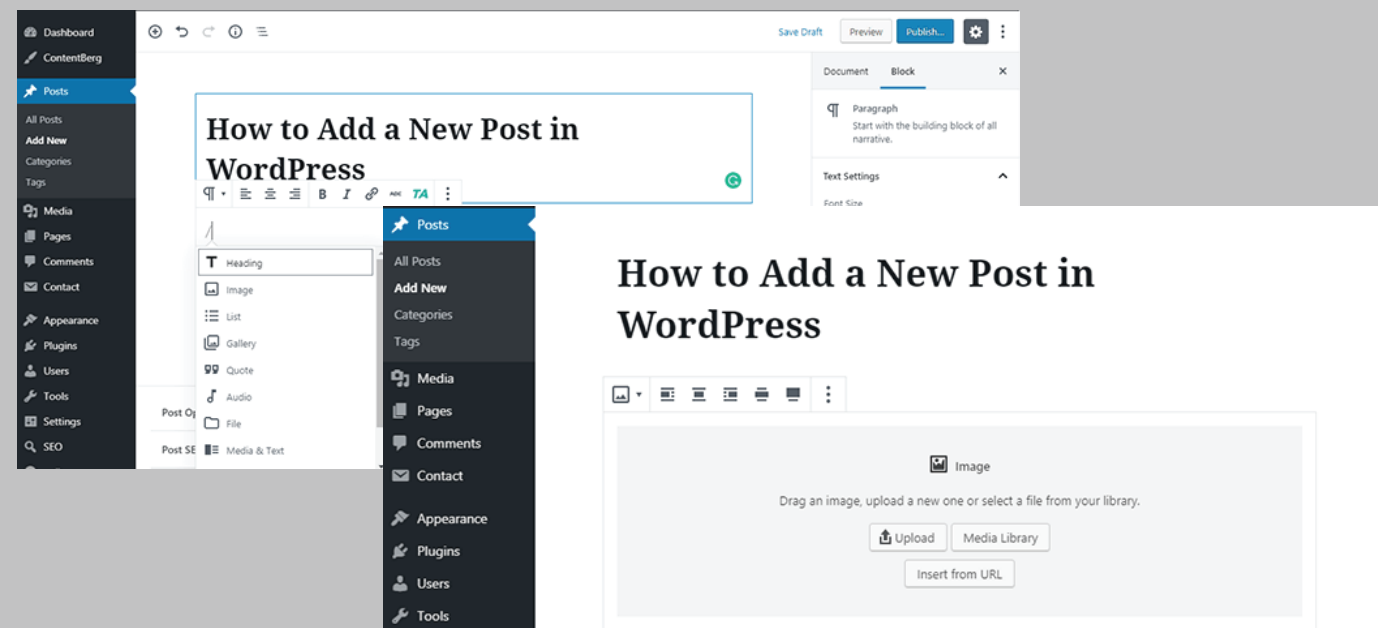 Dashboard
ContentBerg
Posts
All Posts
Add New
Categories
Tags
Media
Pages
Comments
Contact
Appearance
Plugins
Users
Tools
Settings
SEO
Save Draft
Preview
Publish...
Document
Block
Paragraph
Start with the building block of all
narrative.
Text Settings
Font Size
How to Add a New Post in
WordPress
B I ABC TA
/
Heading
Image
List
Gallery
Quote
Audio
File
Media & Text
Post
Post SE
Posts
All Posts
Add New
Categories
Tags
Media
Pages
Comments
Contact
Appearance
Plugins
Users
Tools
How to Add a New Post in
WordPress
Image
Drag an image, upload a new one or select a file from your library.
Upload
Media Library
Insert from URL